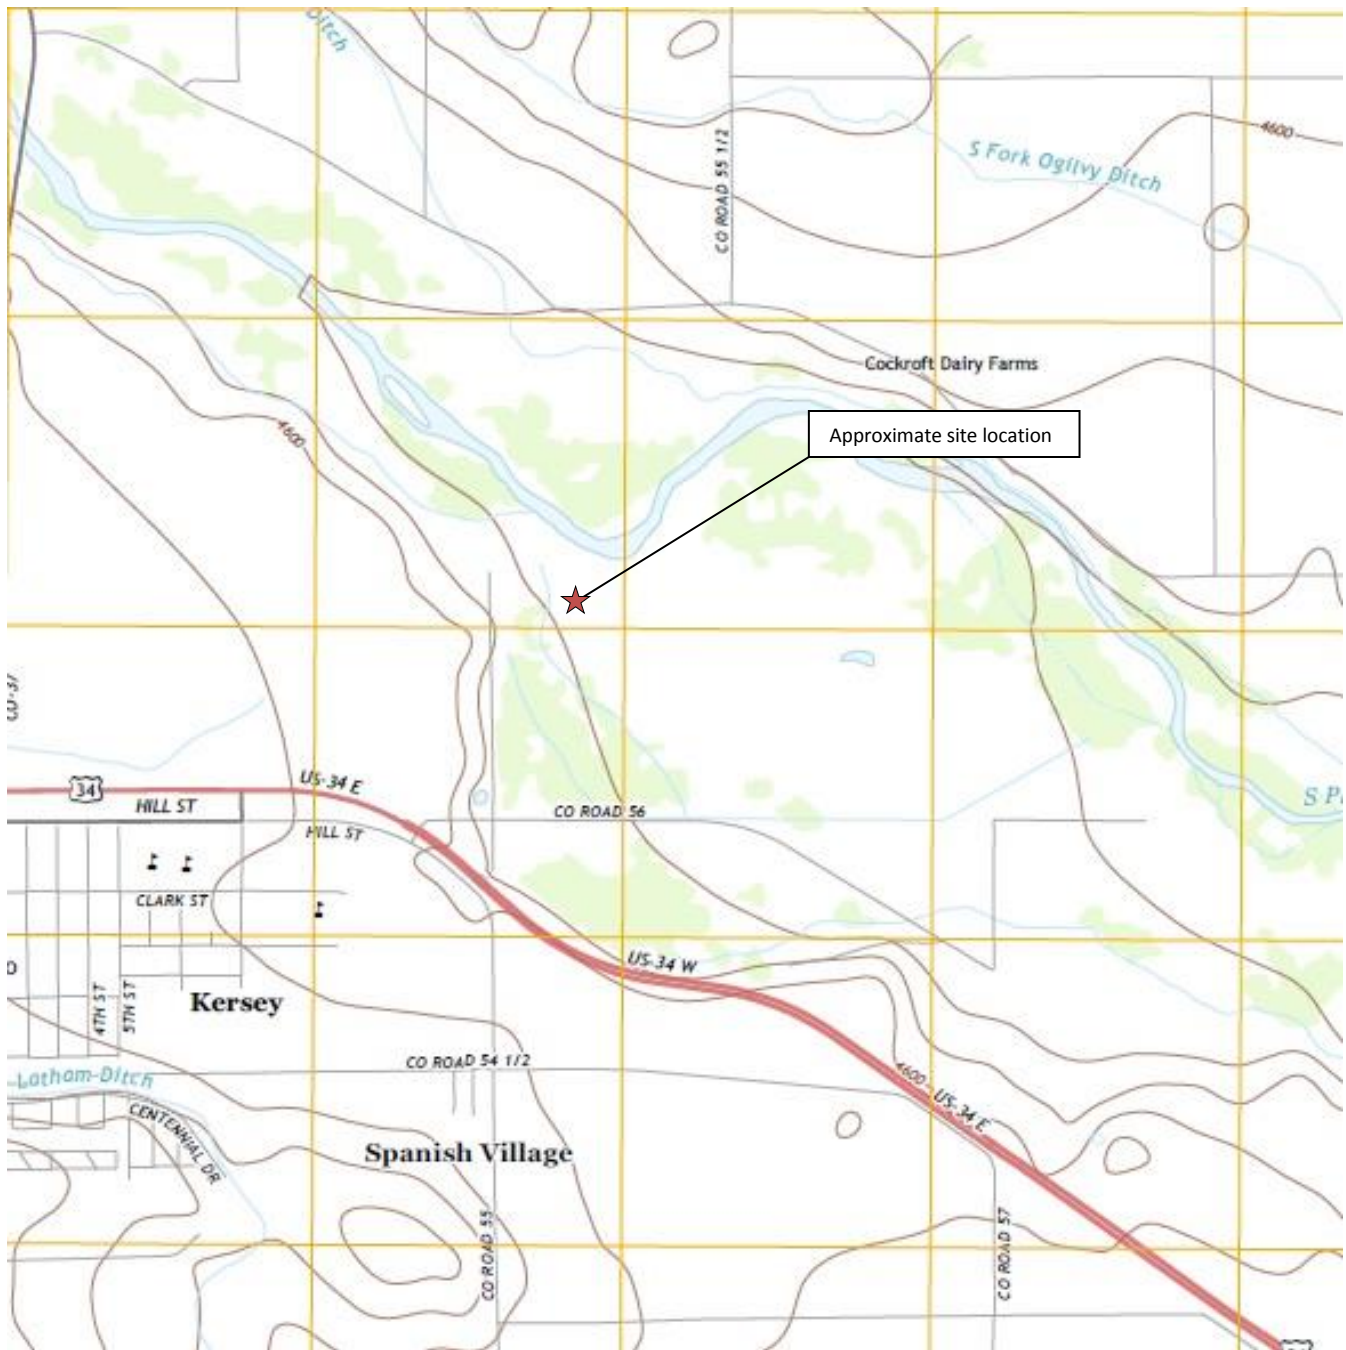 Ditch
CO ROAD 55 1/2
S Fork Ogilvy Ditch
4600
Cockroft Dairy Farms
Approximate site location
4600
CO-37
34
US-34 E
HILL ST
HILL ST
CO ROAD 56
S P
CLARK ST
US-34 W
Kersey
4TH ST
5TH ST
CO ROAD 54 1/2
Latham-Ditch
CENTENNIAL DR
4600
US-34 E
Spanish Village
CO ROAD 55
CO ROAD 57